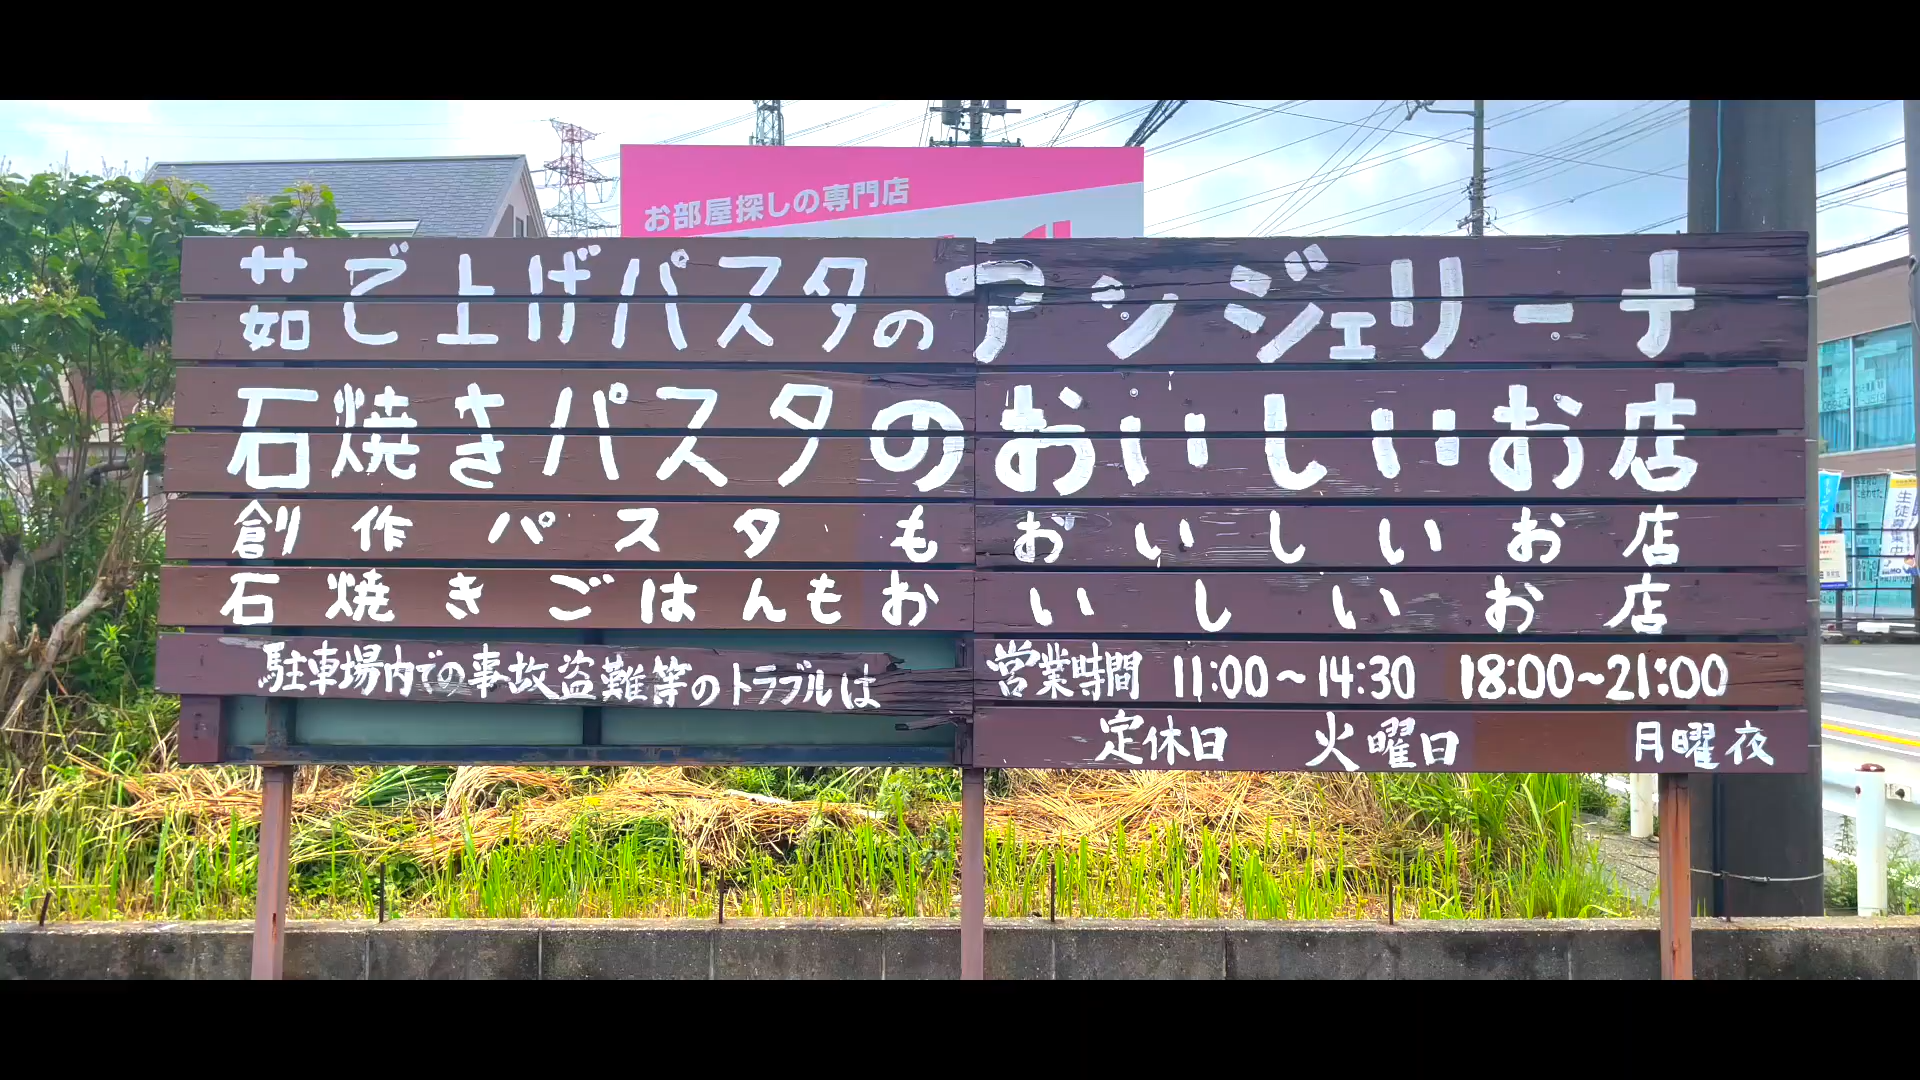 お部屋探しの専門店
茹で上げパスタのアンジェリーナ
石焼きパスタのおいしいお店
創作パスタもおいしいお店
石焼きごはんもおいしいお店
駐車場内での事故盗難等のトラブルは
営業時間 11:00～14:30 18:00～21:00
定休日 火曜日 月曜夜
生徒募集中